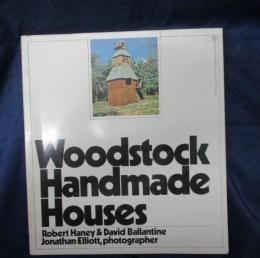 Woodstock
Handmade
Houses
Robert Haney & David Ballantine
Jonathan Elliott, photographer